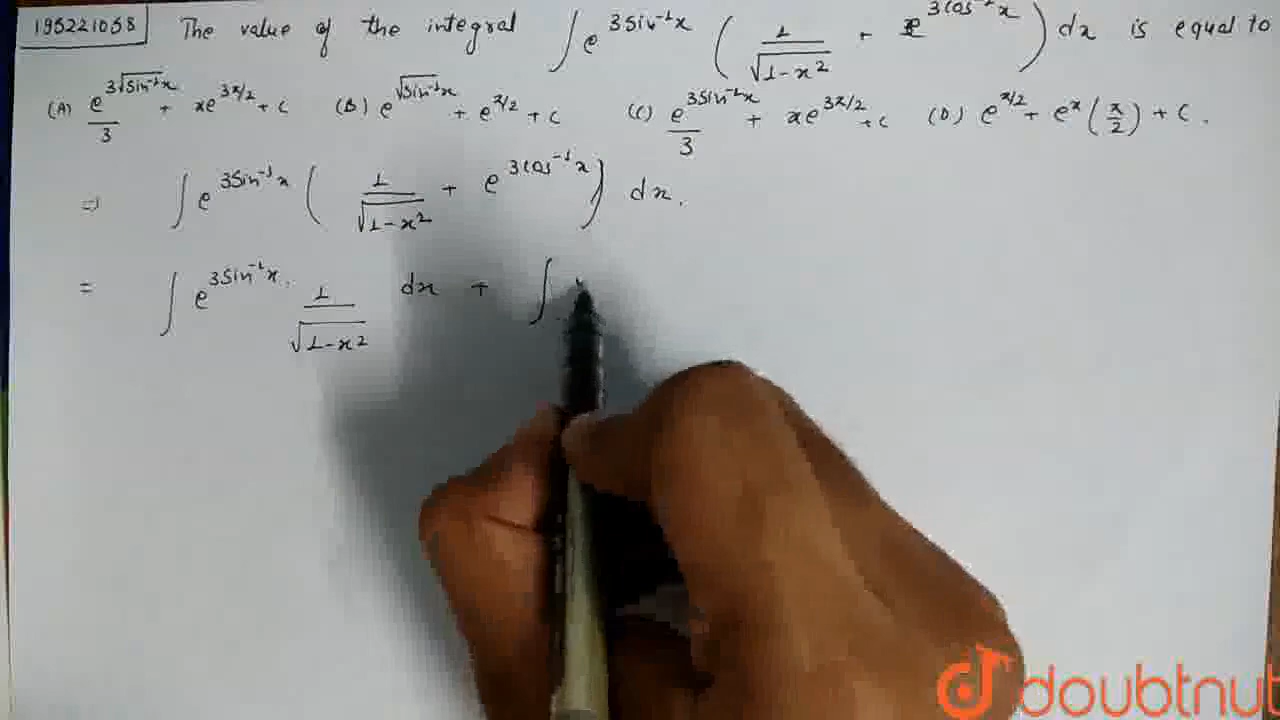 195221058 The value of the integral ∫ e^{3Sin⁻¹x} ( 1/√(1-x²) + e^{3Cos⁻¹x} ) dx is equal to
(A) e^{3√Sin⁻¹x}/3 + xe^{3π/2} + c (B) e^{√Sin⁻¹x} + e^{π/2} + c (C) e^{3Sin⁻¹x}/3 + xe^{3π/2} + c (D) e^{π/2} + e^x (π/2) + c.
⇒ ∫ e^{3Sin⁻¹x} ( 1/√(1-x²) + e^{3Cos⁻¹x} ) dx.
= ∫ e^{3Sin⁻¹x}. 1/√(1-x²) dx + ∫
doubtnut